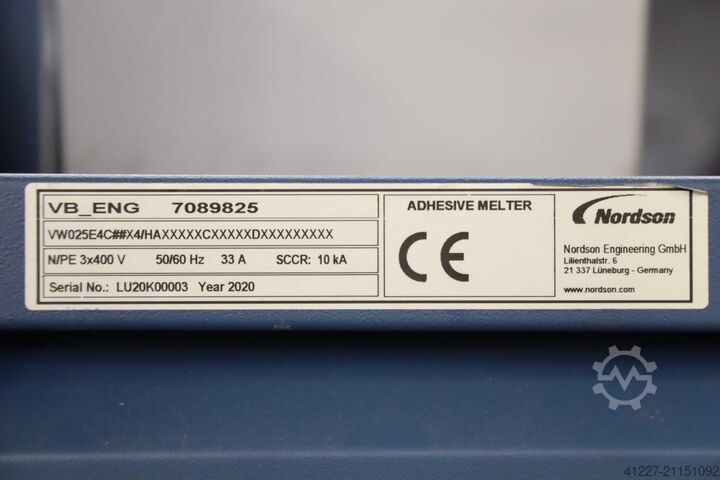 VB_ENG 7089825
VW025E4C##X4/HAXXXXXCXXXXXDXXXXXXXXX
N/PE 3x400 V 50/60 Hz 33 A SCCR: 10 kA
Serial No.: LU20K00003 Year 2020
ADHESIVE MELTER
CE
Nordson
Nordson Engineering GmbH
Lilienthalstr. 6
21 337 Lüneburg - Germany
www.nordson.com
41227-21151092